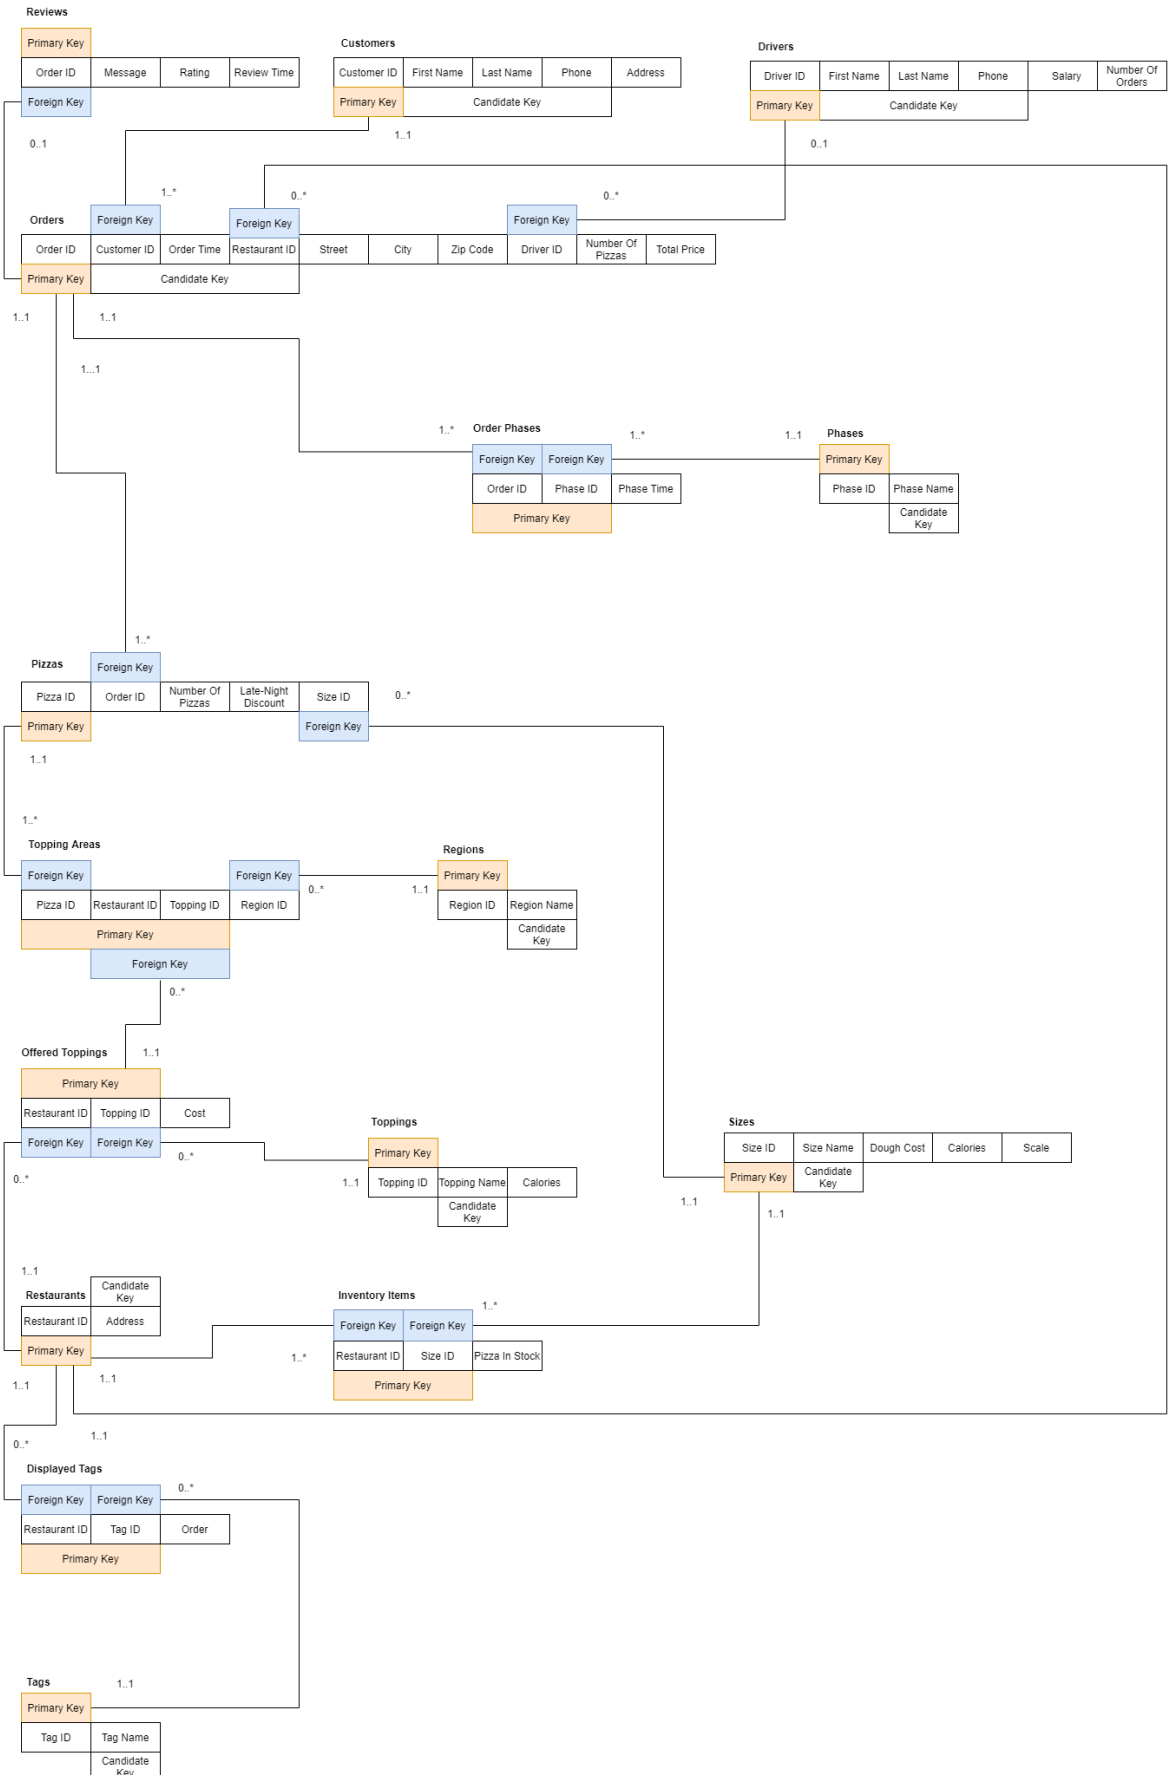 Reviews
Primary Key
Order ID Message Rating Review Time
Foreign Key
0..1
Customers
Customer ID First Name Last Name Phone Address
Primary Key Candidate Key
1..1
Drivers
Driver ID First Name Last Name Phone Salary Number Of
Orders
Primary Key Candidate Key
0..1
1..*
0..*
0..*
Orders
Foreign Key Foreign Key Foreign Key
Order ID Customer ID Order Time Restaurant ID Street City Zip Code Driver ID Number Of
Pizzas Total Price
Primary Key Candidate Key
1..1
1..1
1...1
1..*
Order Phases
1..*
1..1
Phases
Foreign Key Foreign Key
Order ID Phase ID Phase Time
Primary Key
Primary Key
Phase ID Phase Name
Candidate
Key
1..*
Pizzas
Foreign Key
Pizza ID Order ID Number Of
Pizzas Late-Night
Discount Size ID
0..*
Primary Key Foreign Key
1..1
1..*
Topping Areas
Foreign Key Foreign Key
Pizza ID Restaurant ID Topping ID Region ID
Primary Key
Foreign Key
0..*
0..*
1..1
Regions
Primary Key
Region ID Region Name
Candidate
Key
Offered Toppings
1..1
Primary Key
Restaurant ID Topping ID Cost
Foreign Key Foreign Key
0..*
0..*
Toppings
Primary Key
1..1
Topping ID Topping Name Calories
Candidate
Key
Sizes
Size ID Size Name Dough Cost Calories Scale
Primary Key Candidate
Key
1..1
1..1
1..1
Restaurants
Candidate
Key
Restaurant ID Address
Primary Key
1..1
1..1
1..1
Inventory Items
1..*
Foreign Key Foreign Key
1..*
Restaurant ID Size ID Pizza In Stock
Primary Key
0..*
Displayed Tags
0..*
Foreign Key Foreign Key
Restaurant ID Tag ID Order
Primary Key
Tags
1..1
Primary Key
Tag ID Tag Name
Candidate
Key